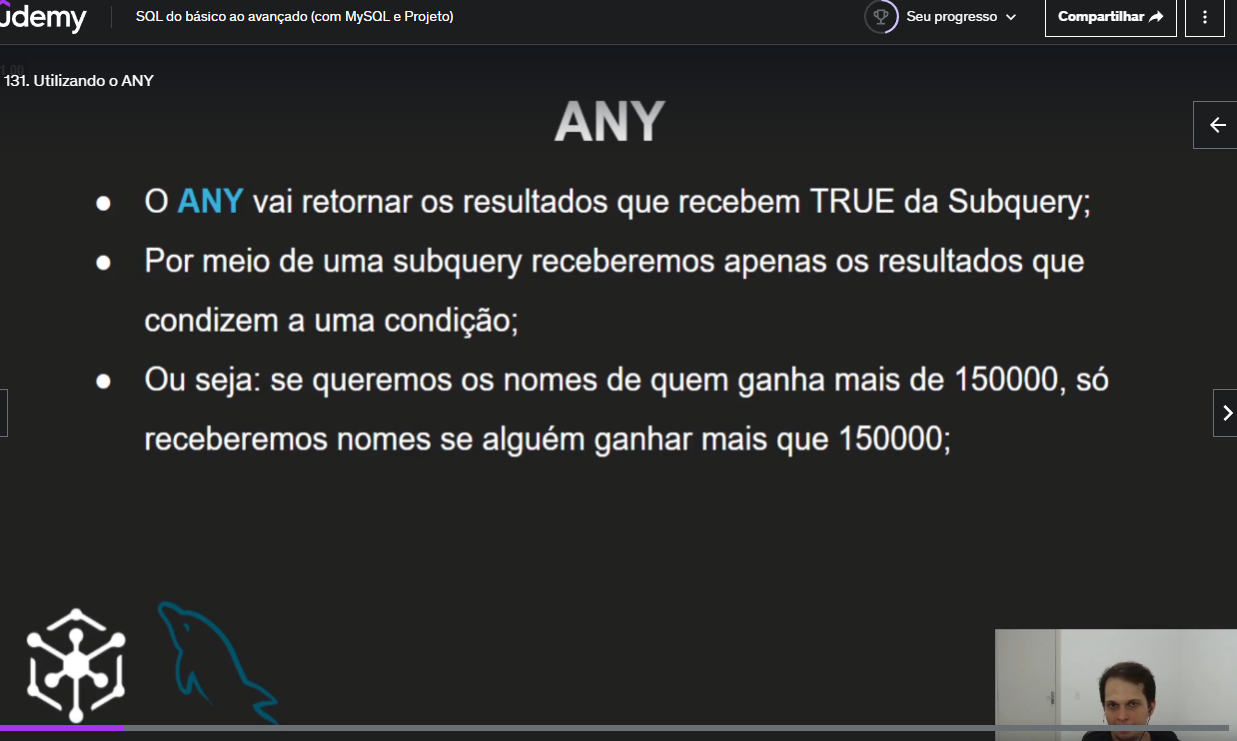 udemy
SQL do básico ao avançado (com MySQL e Projeto)
Seu progresso
Compartilhar
131. Utilizando o ANY
ANY
O ANY vai retornar os resultados que recebem TRUE da Subquery;
Por meio de uma subquery receberemos apenas os resultados que
condizem a uma condição;
Ou seja: se queremos os nomes de quem ganha mais de 150000, só
receberemos nomes se alguém ganhar mais que 150000;